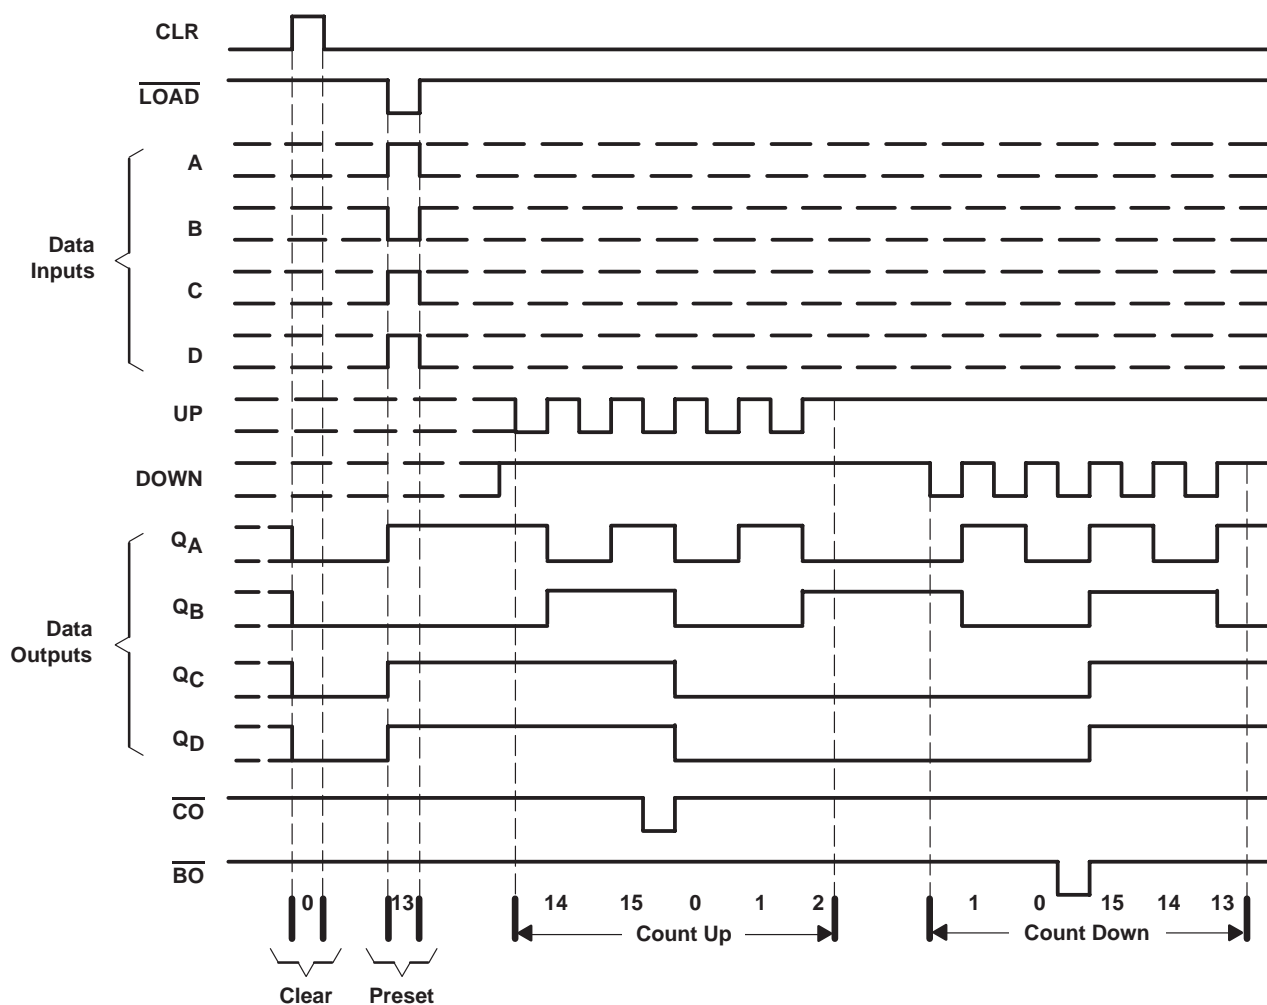 CLR
LOAD
A
B
Data
Inputs
C
D
UP
DOWN
QA
QB
Data
Outputs
QC
QD
CO
BO
0 13 14 15 0 1 2 1 0 15 14 13
Count Up Count Down
Clear Preset